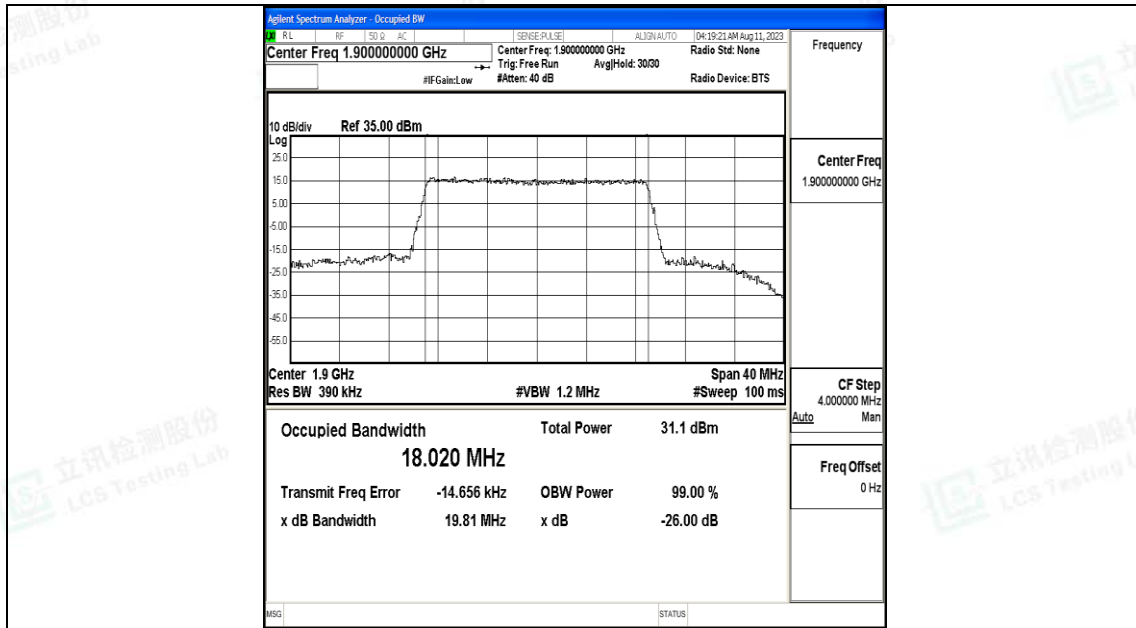 Agilent Spectrum Analyzer - Occupied BW
RL RF 50 Ω AC SENSE:PULSE ALIGN AUTO 04:19:21 AM Aug 11, 2023
Center Freq 1.900000000 GHz
Center Freq: 1.900000000 GHz
Radio Std: None
Trig: Free Run Avg|Hold: 30/30
#IFGain:Low
#Atten: 40 dB
Radio Device: BTS
10 dB/div Ref 35.00 dBm
Log
25.0
15.0
5.00
-5.00
-15.0
-25.0
-35.0
-45.0
-55.0
Center 1.9 GHz
Span 40 MHz
Res BW 390 kHz
#VBW 1.2 MHz
#Sweep 100 ms
Occupied Bandwidth
Total Power 31.1 dBm
18.020 MHz
Transmit Freq Error -14.656 kHz OBW Power 99.00 %
x dB Bandwidth 19.81 MHz x dB -26.00 dB
MSG
STATUS
Frequency
Center Freq
1.900000000 GHz
CF Step
4.000000 MHz
Auto Man
Freq Offset
0 Hz
立讯检测股份
LCS Testing Lab
立讯检测股份
LCS Testing